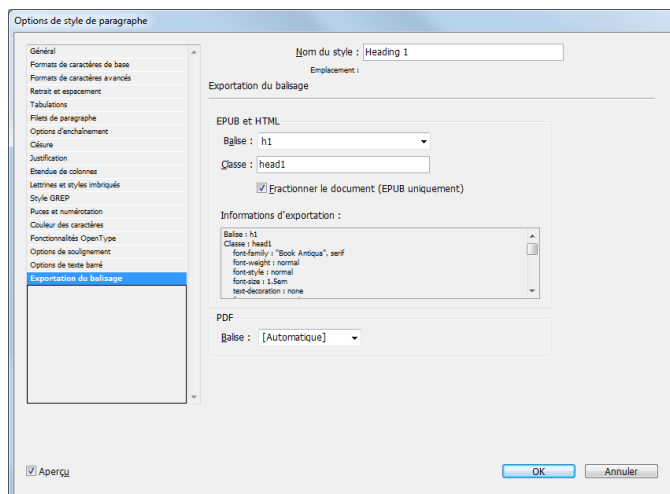 Options de style de paragraphe
Général
Formats de caractères de base
Formats de caractères avancés
Retrait et espacement
Tabulations
Filets de paragraphe
Options d'enchaînement
Césure
Justification
Etendue de colonnes
Lettrines et styles imbriqués
Style GREP
Puces et numérotation
Couleur des caractères
Fonctionnalités OpenType
Options de soulignement
Options de texte barré
Exportation du balisage
Nom du style : Heading 1
Emplacement :
Exportation du balisage
EPUB et HTML
Balise : h1
Classe : head1
Fractionner le document (EPUB uniquement)
Informations d'exportation :
Balise : h1
Classe : head1
font-family : "Book Antiqua", serif
font-weight : normal
font-style : normal
font-size : 1.5em
text-decoration : none
PDF
Balise : [Automatique]
Aperçu
OK
Annuler